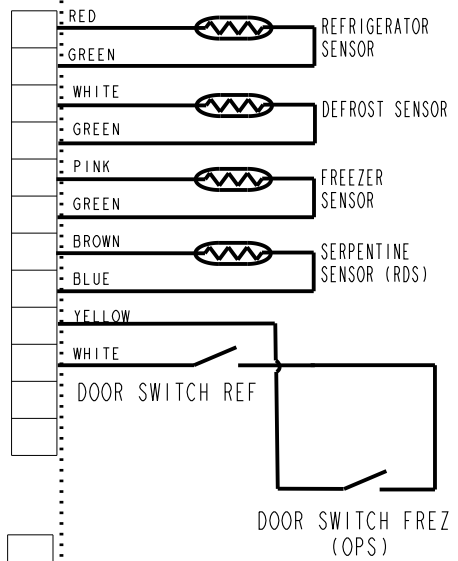 RED
REFRIGERATOR
SENSOR
GREEN
WHITE
DEFROST SENSOR
GREEN
PINK
FREEZER
SENSOR
GREEN
BROWN
SERPENTINE
SENSOR (RDS)
BLUE
YELLOW
WHITE
DOOR SWITCH REF
DOOR SWITCH FREZ
(OPS)